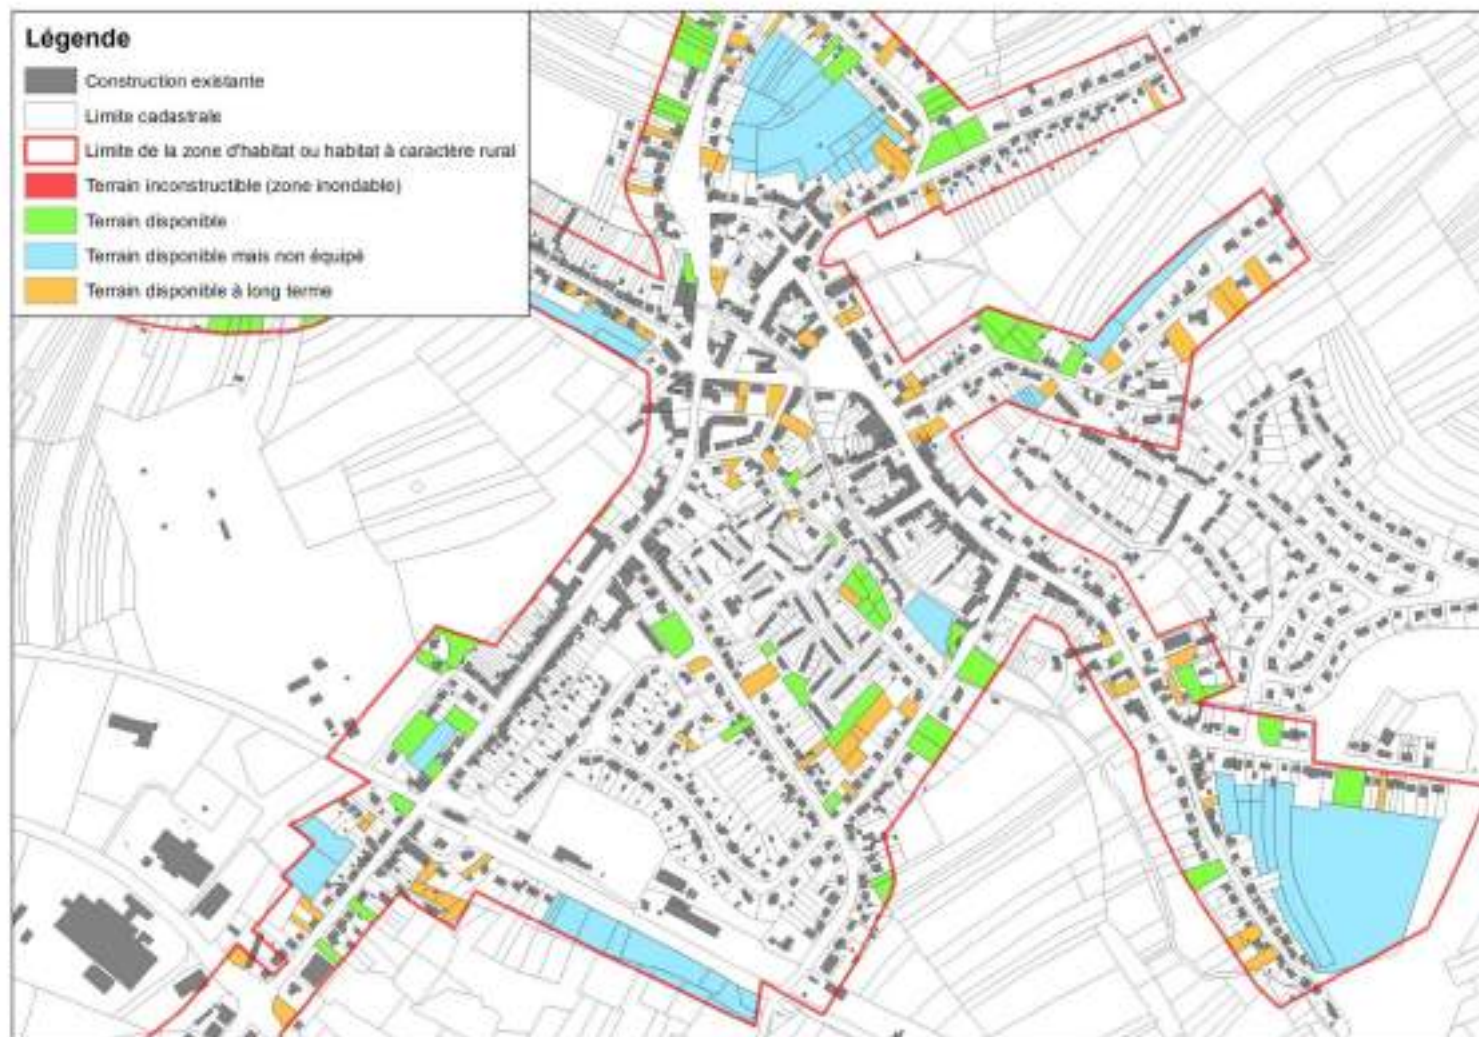 Légende
Construction existante
Limite cadastrale
Limite de la zone d'habitat ou habitat à caractère rural
Terrain inconstructible (zone inondable)
Terrain disponible
Terrain disponible mais non équipé
Terrain disponible à long terme